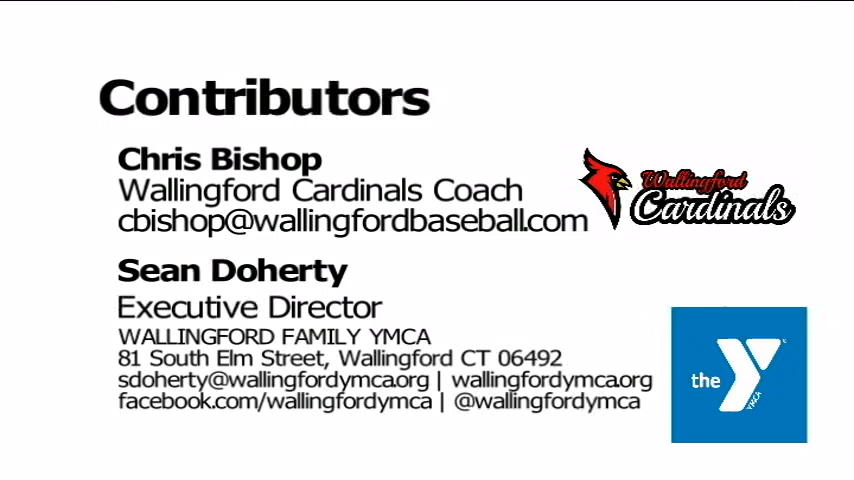 Contributors
Chris Bishop
Wallingford Cardinals Coach
cbishop@wallingfordbaseball.com
Wallingford
Cardinals
Sean Doherty
Executive Director
WALLINGFORD FAMILY YMCA
81 South Elm Street, Wallingford CT 06492
sdoherty@wallingfordymca.org | wallingfordymca.org
facebook.com/wallingfordymca | @wallingfordymca
the Y
YMCA